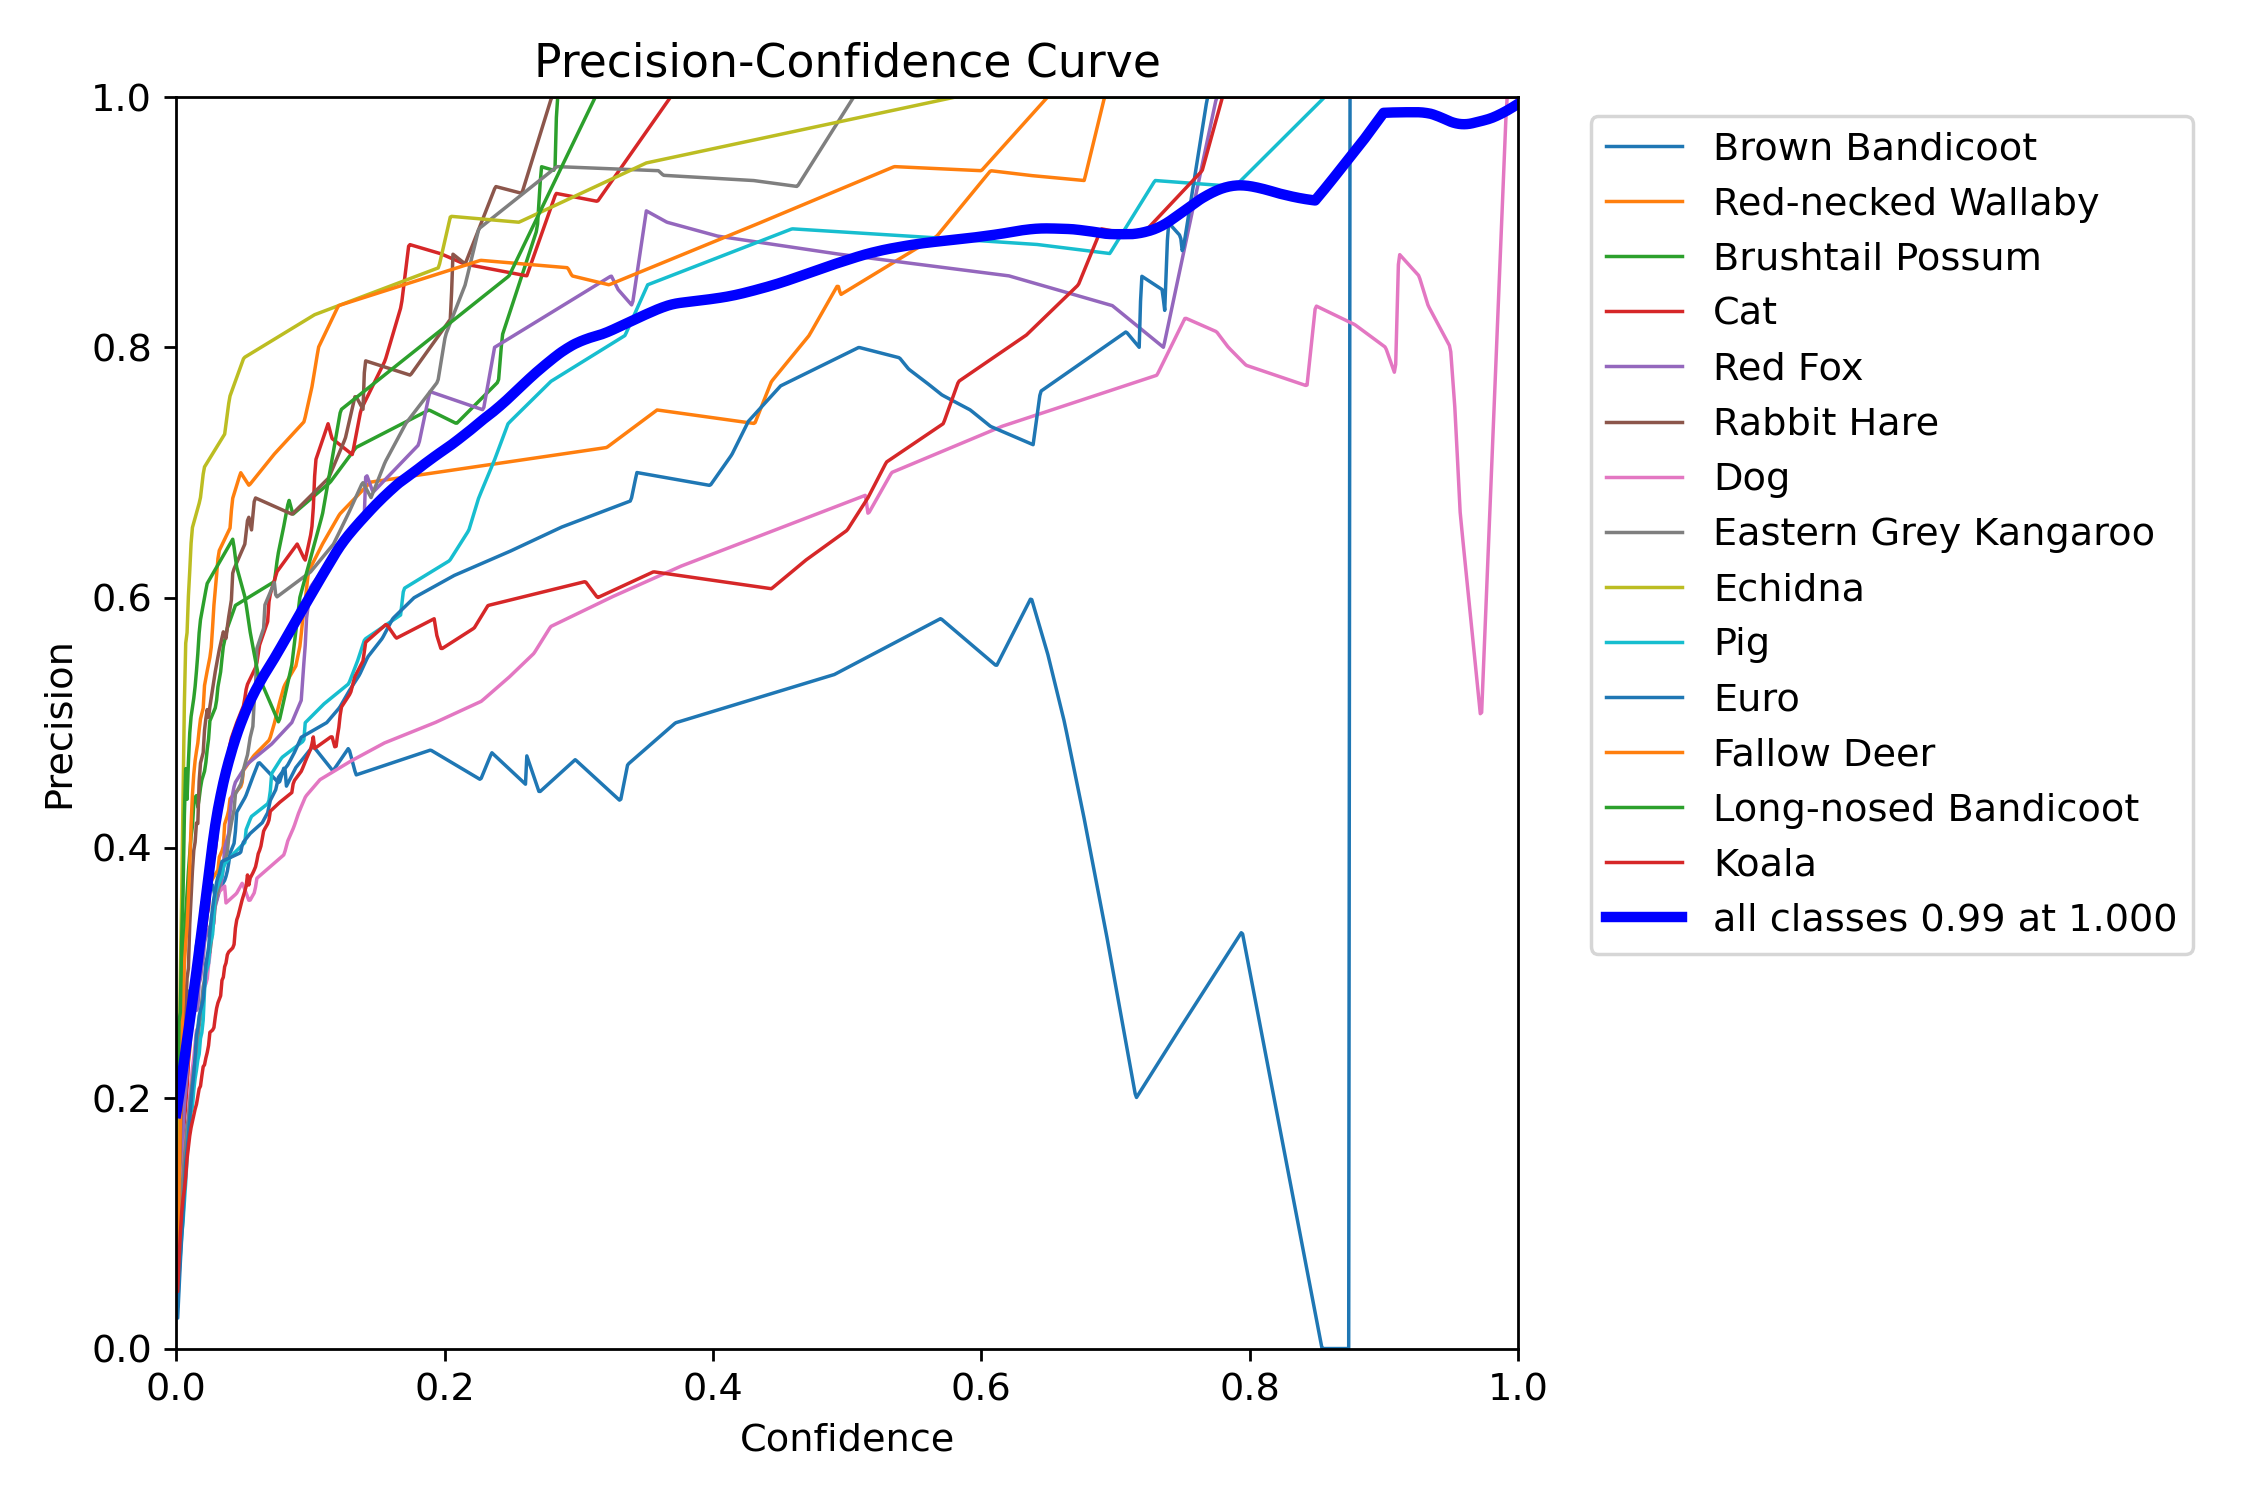 Precision-Confidence Curve
1.0
0.8
0.6
0.4
0.2
0.0
Precision
0.0 0.2 0.4 0.6 0.8 1.0
Confidence
Brown Bandicoot
Red-necked Wallaby
Brushtail Possum
Cat
Red Fox
Rabbit Hare
Dog
Eastern Grey Kangaroo
Echidna
Pig
Euro
Fallow Deer
Long-nosed Bandicoot
Koala
all classes 0.99 at 1.000